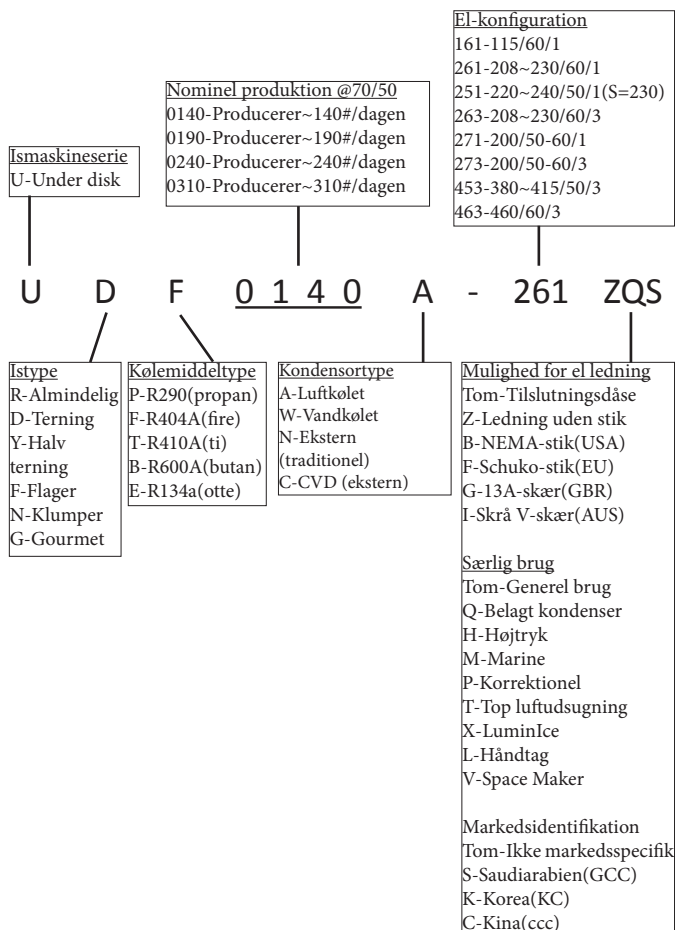 El-konfiguration
161-115/60/1
261-208~230/60/1
251-220~240/50/1(S=230)
263-208~230/60/3
271-200/50-60/1
273-200/50-60/3
453-380~415/50/3
463-460/60/3
Nominel produktion @70/50
0140-Producerer~140#/dagen
0190-Producerer~190#/dagen
0240-Producerer~240#/dagen
0310-Producerer~310#/dagen
Ismaskineserie
U-Under disk
U D F 0 1 4 0 A - 261 ZQS
Istype
R-Almindelig
D-Terning
Y-Halv
terning
F-Flager
N-Klumper
G-Gourmet
Kølemiddeltype
P-R290(propan)
F-R404A(fire)
T-R410A(ti)
B-R600A(butan)
E-R134a(otte)
Kondensortype
A-Luftkølet
W-Vandkølet
N-Ekstern
(traditionel)
C-CVD (ekstern)
Mulighed for el ledning
Tom-Tilslutningsdåse
Z-Ledning uden stik
B-NEMA-stik(USA)
F-Schuko-stik(EU)
G-13A-skær(GBR)
I-Skrå V-skær(AUS)
Særlig brug
Tom-Generel brug
Q-Belagt kondenser
H-Højtryk
M-Marine
P-Korrektionel
T-Top luftudsugning
X-LuminIce
L-Håndtag
V-Space Maker
Markedsidentifikation
Tom-Ikke markedsspecifik
S-Saudiarabien(GCC)
K-Korea(KC)
C-Kina(ccc)